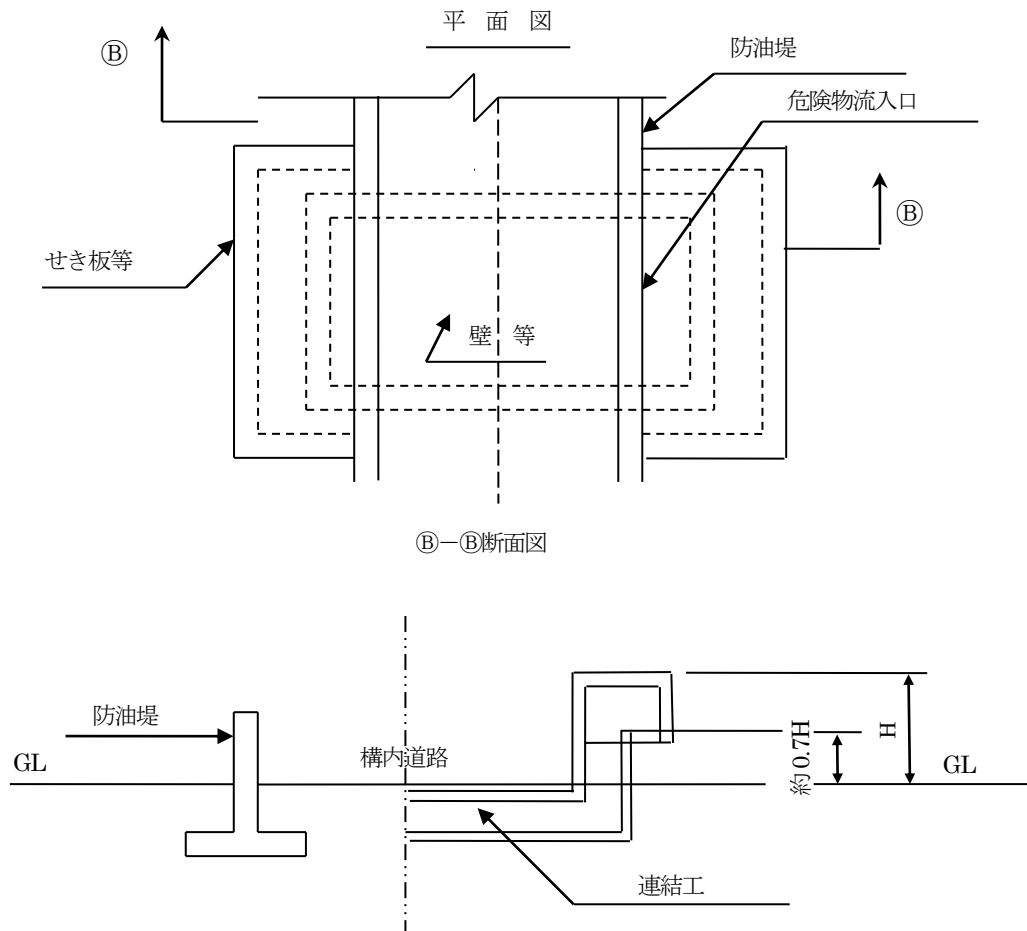 平 面 図
Ⓑ
防油堤
危険物流入口
Ⓑ
せき板等
壁 等
Ⓑ－Ⓑ断面図
防油堤
GL
構内道路
約 0.7H
H
GL
連結工